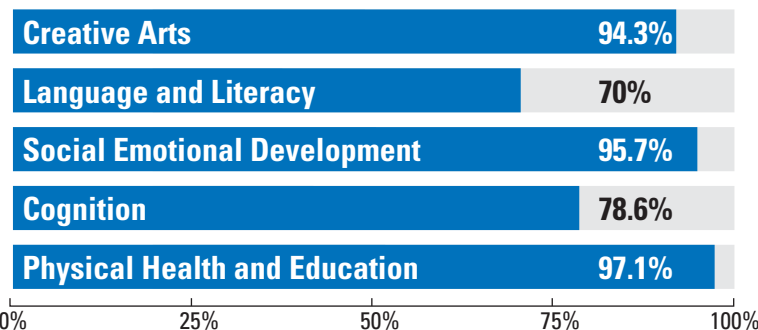 Creative Arts 94.3%
Language and Literacy 70%
Social Emotional Development 95.7%
Cognition 78.6%
Physical Health and Education 97.1%
0% 25% 50% 75% 100%